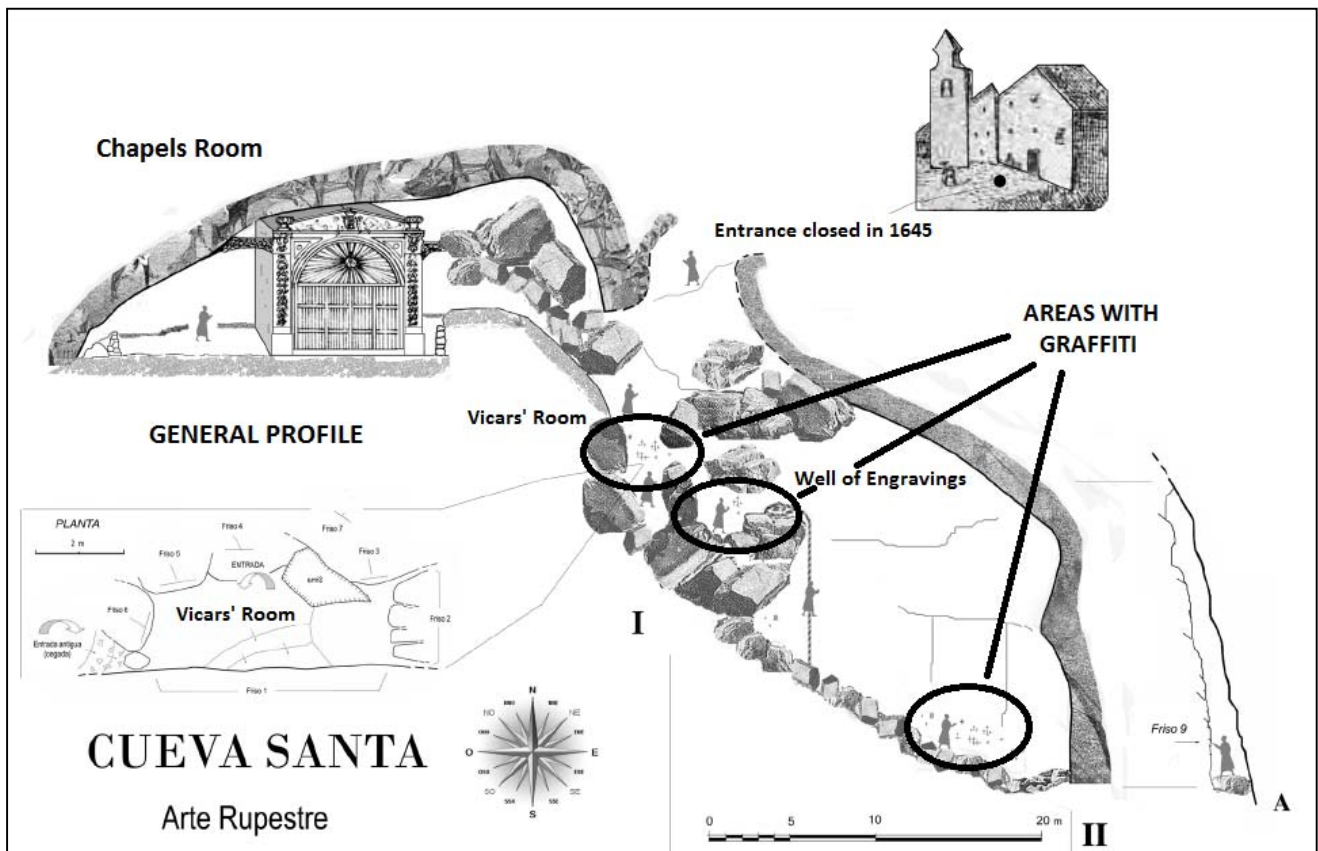 Chapels Room
Entrance closed in 1645
AREAS WITH
GRAFFITI
Vicars' Room
GENERAL PROFILE
Well of Engravings
PLANTA
2 m
Friso 4
Friso 7
Friso 5
Friso 3
ENTRADA
Vicars' Room
Friso 6
Friso 2
Entrada antigua
(cegada)
Friso 1
I
N
NO
NE
O
E
SO
SE
S
CUEVA SANTA
Arte Rupestre
Friso 9
A
0
5
10
20 m
II